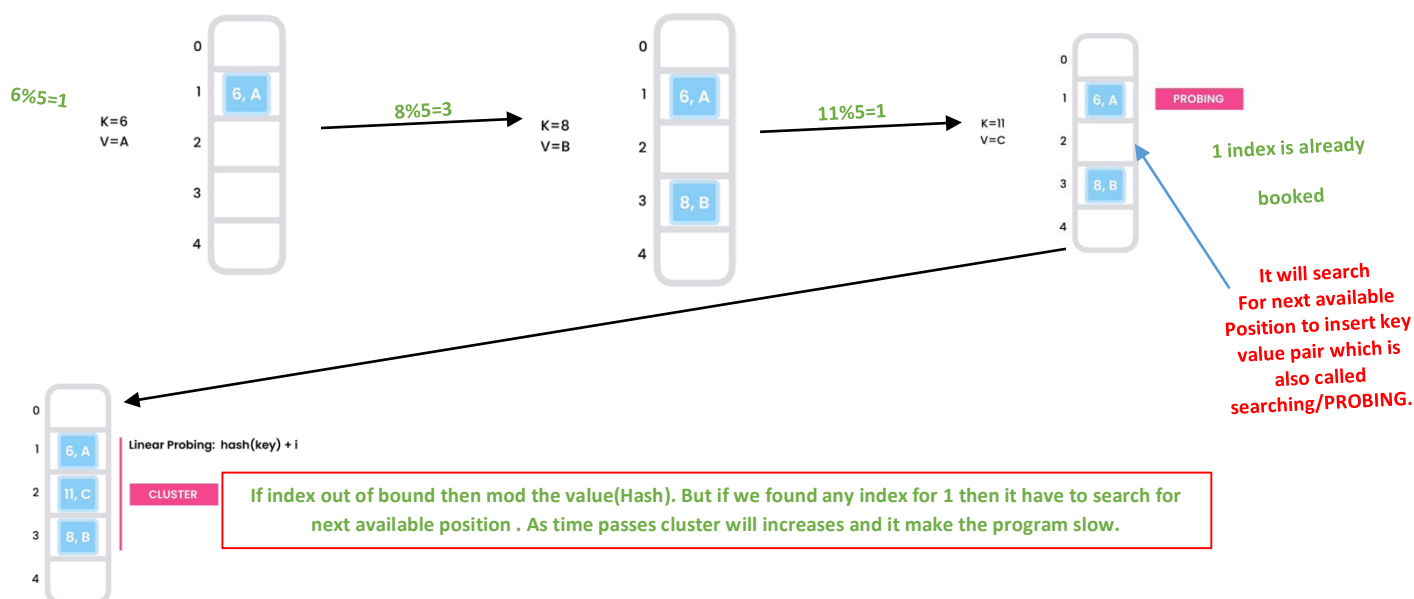 6%5=1
K=6
V=A
0
1
2
3
4
6, A
8%5=3
K=8
V=B
0
1
2
3
4
6, A
8, B
11%5=1
K=11
V=C
0
1
2
3
4
6, A
8, B
PROBING
1 index is already
booked
It will search
For next available
Position to insert key
value pair which is
also called
searching/PROBING.
0
1
2
3
4
6, A
11, C
8, B
Linear Probing: hash(key) + i
CLUSTER
If index out of bound then mod the value(Hash). But if we found any index for 1 then it have to search for
next available position . As time passes cluster will increases and it make the program slow.